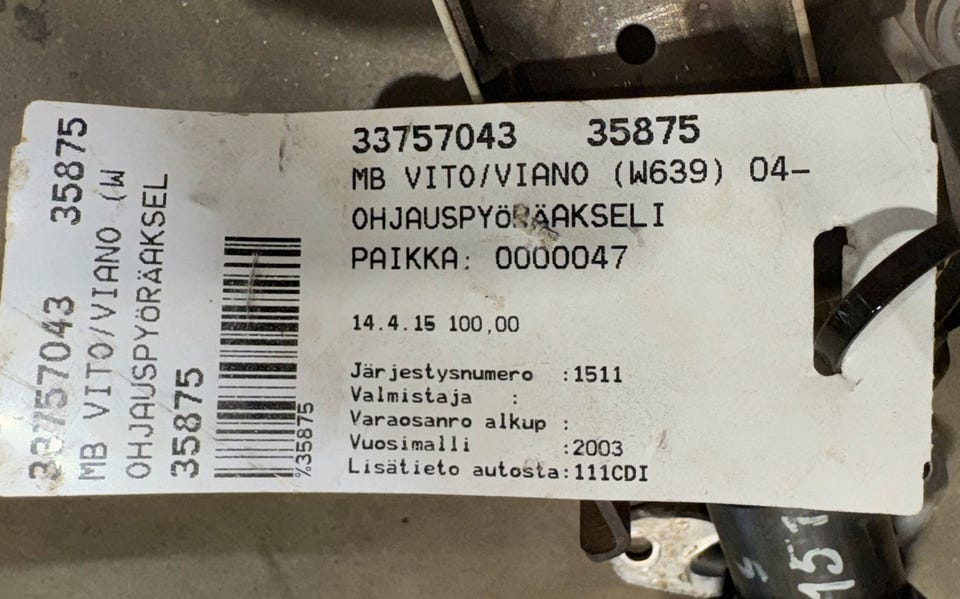 33757043 35875
MB VITO/VIANO (W639) 04-
OHJAUSPYÖRÄAKSELI
PAIKKA: 0000047
14.4.15 100,00
Järjestysnumero :1511
Valmistaja :
Varaosanro alkup :
Vuosimalli :2003
Lisätieto autosta:111CDI
33757043 35875
MB VITO/VIANO (W
OHJAUSPYÖRÄAKSEL
35875
%35875